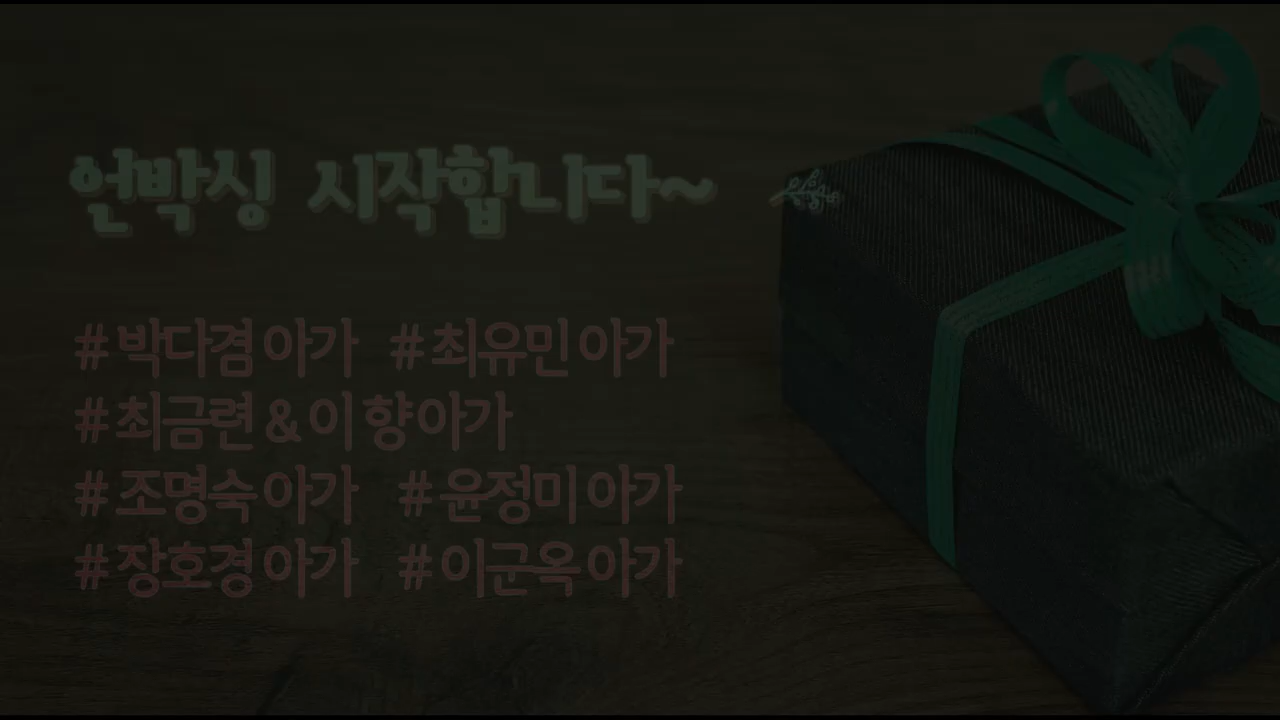 언박싱 시작합니다~
#박다겸 아가 #최유민 아가
#최금련 & 이 향 아가
#조명숙 아가 #윤정미 아가
#장호경 아가 #이군옥 아가